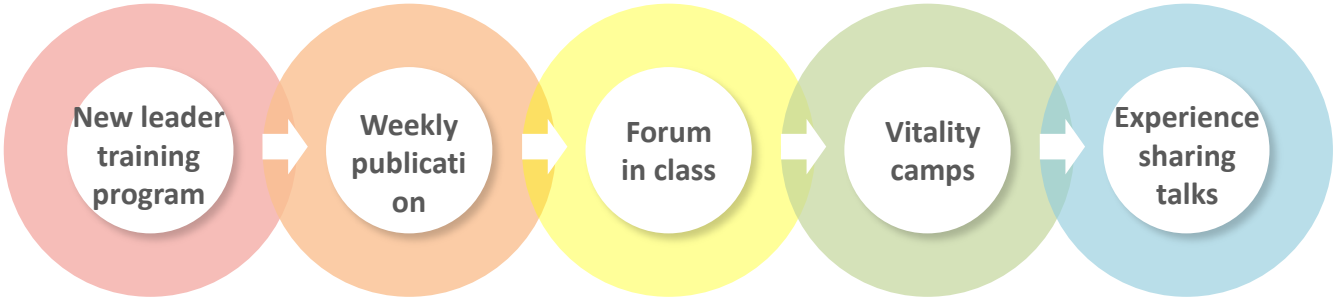 New leader
training
program
Weekly
publicati
on
Forum
in class
Vitality
camps
Experience
sharing
talks